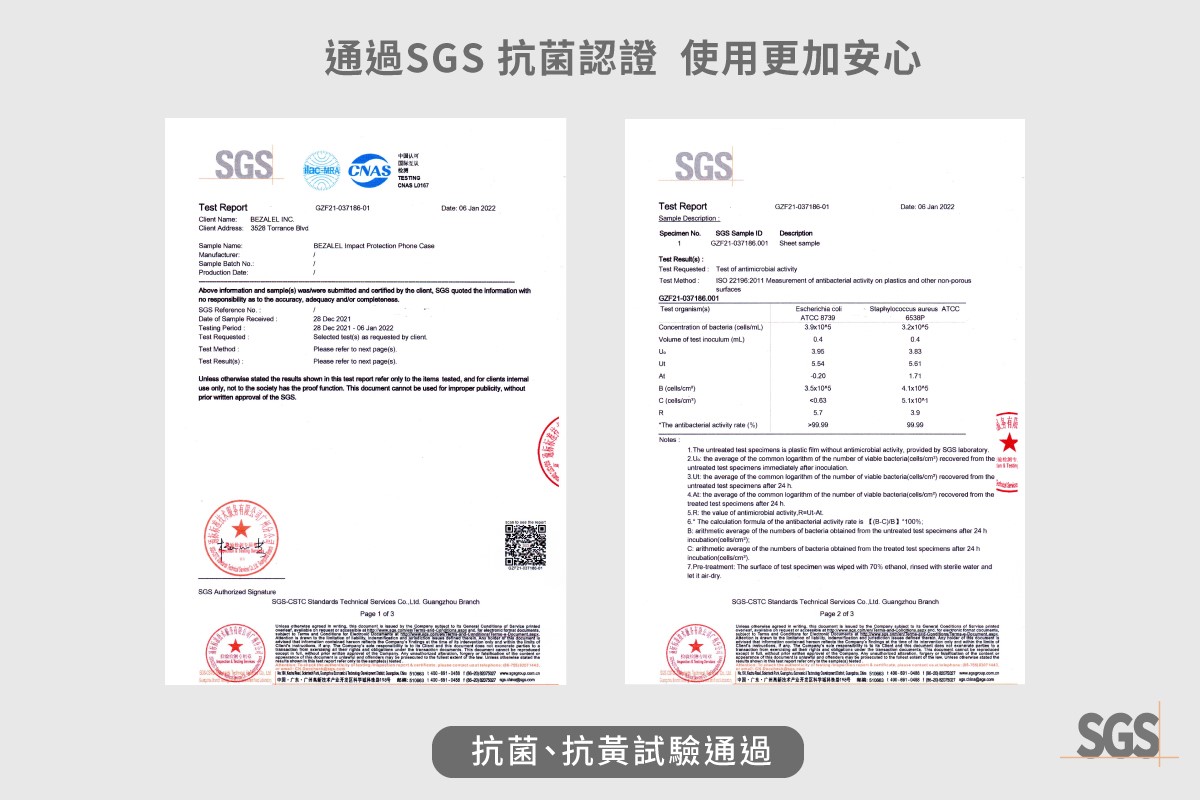 通過SGS 抗菌認證 使用更加安心
SGS
ilac-MRA
CNAS
中国认可
国际互认
检测
TESTING
CNAS L0167
Test Report GZF21-037186-01 Date: 06 Jan 2022
Client Name: BEZALEL INC.
Client Address: 3528 Torrance Blvd
Sample Name: BEZALEL Impact Protection Phone Case
Manufacturer: /
Sample Batch No.: /
Production Date: /
Above information and sample(s) was/were submitted and certified by the client, SGS quoted the information with
no responsibility as to the accuracy, adequacy and/or completeness.
SGS Reference No. : /
Date of Sample Received : 28 Dec 2021
Testing Period : 28 Dec 2021 - 06 Jan 2022
Test Requested : Selected test(s) as requested by client.
Test Method : Please refer to next page(s).
Test Result(s) : Please refer to next page(s).
Unless otherwise stated the results shown in this test report refer only to the items tested, and for clients internal
use only, not to the society has the proof function. This document cannot be used for improper publicity, without
prior written approval of the SGS.
scan to see the report
GZF21-037186-01
SGS Authorized Signature
SGS-CSTC Standards Technical Services Co.,Ltd. Guangzhou Branch
Page 1 of 3
SGS
Test Report GZF21-037186-01 Date: 06 Jan 2022
Sample Description :
Specimen No. SGS Sample ID Description
1 GZF21-037186.001 Sheet sample
Test Result(s) :
Test Requested : Test of antimicrobial activity
Test Method : ISO 22196:2011 Measurement of antibacterial activity on plastics and other non-porous
surfaces
GZF21-037186.001
Test organism(s) Escherichia coli Staphylococcus aureus ATCC
ATCC 8739 6538P
Concentration of bacteria (cells/mL) 3.9x10^5 3.2x10^5
Volume of test inoculum (mL) 0.4 0.4
U₀ 3.95 3.83
Ut 5.54 5.61
At -0.20 1.71
B (cells/cm²) 3.5x10^5 4.1x10^5
C (cells/cm²) <0.63 5.1x10^1
R 5.7 3.9
*The antibacterial activity rate (%) >99.99 99.99
Notes :
1.The untreated test specimens is plastic film without antimicrobial activity, provided by SGS laboratory.
2.U₀: the average of the common logarithm of the number of viable bacteria(cells/cm²) recovered from the
untreated test specimens immediately after inoculation.
3.Ut: the average of the common logarithm of the number of viable bacteria(cells/cm²) recovered from the
untreated test specimens after 24 h.
4.At: the average of the common logarithm of the number of viable bacteria(cells/cm²) recovered from the
treated test specimens after 24 h.
5.R: the value of antimicrobial activity,R=Ut-At.
6.* The calculation formula of the antibacterial activity rate is 【(B-C)/B】*100%;
B: arithmetic average of the numbers of bacteria obtained from the untreated test specimens after 24 h
incubation(cells/cm²);
C: arithmetic average of the numbers of bacteria obtained from the treated test specimens after 24 h
incubation(cells/cm²).
7.Pre-treatment: The surface of test specimen was wiped with 70% ethanol, rinsed with sterile water and
let it air-dry.
SGS-CSTC Standards Technical Services Co.,Ltd. Guangzhou Branch
Page 2 of 3
抗菌、抗黃試驗通過
SGS